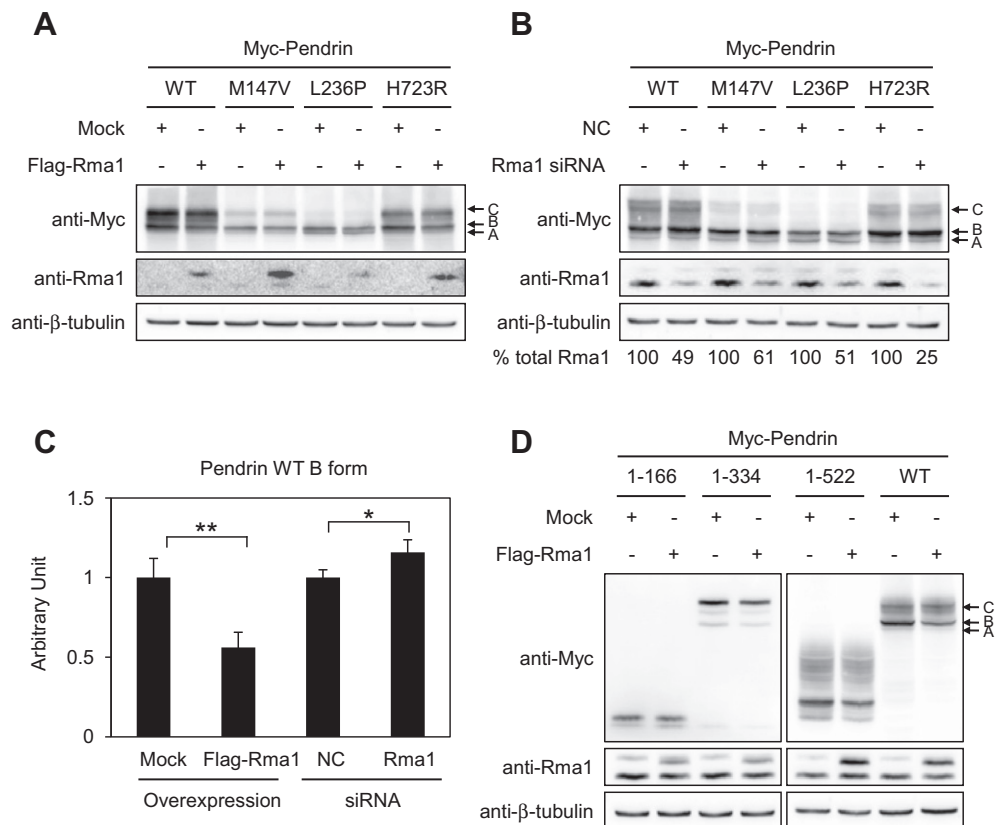 A
Myc-Pendrin
WT M147V L236P H723R
Mock + - + - + - + -
Flag-Rma1 - + - + - + - +
anti-Myc
C
B
A
anti-Rma1
anti-β-tubulin
B
Myc-Pendrin
WT M147V L236P H723R
NC + - + - + - + -
Rma1 siRNA - + - + - + - +
anti-Myc
C
B
A
anti-Rma1
anti-β-tubulin
% total Rma1 100 49 100 61 100 51 100 25
C
Pendrin WT B form
Arbitrary Unit
1.5
1
0.5
0
**
*
Mock Flag-Rma1 NC Rma1
Overexpression siRNA
D
Myc-Pendrin
1-166 1-334 1-522 WT
Mock + - + - + - + -
Flag-Rma1 - + - + - + - +
anti-Myc
C
B
A
anti-Rma1
anti-β-tubulin